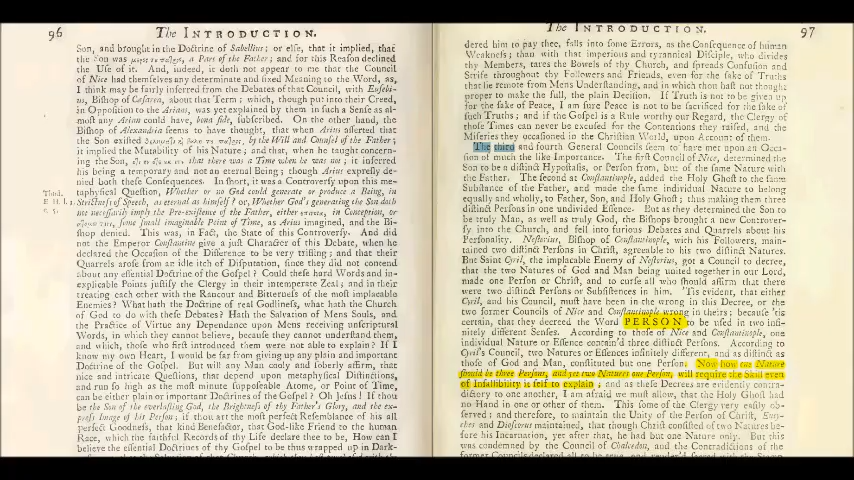 96
The INTRODUCTION.
Son, and brought in the Doctrine of Sabellius; or else, that it implied, that
the Son was a Part of the Father; and for this Reason declined
the Use of it. And, indeed, it doth not appear to me that the Council
of Nice had themselves any determinate and fixed Meaning to the Word, as,
I think may be fairly inferred from the Debates of that Council, with Eusebi-
us, Bishop of Cæsarea, about that Term; which, though put into their Creed,
in Opposition to the Arians, was yet explained by them in such a Sense as al-
most any Arian could have, bona fide, subscribed. On the other hand, the
Bishop of Alexandria seems to have thought, that when Arius asserted that
the Son existed by the Will and Counsel of the Father;
it implied the Mutability of his Nature; and that, when he taught concern-
ing the Son, that there was a Time when he was not; it inferred
his being a temporary and not an eternal Being; though Arius expresly de-
nied both these Consequences. In short, it was a Controversy upon this me-
taphysical Question, Whether or no God could generate or produce a Being, in
Strictness of Speech, as eternal as himself? or, Whether God's generating the Son doth
not necessarily imply the Pre-existence of the Father, either in Conception, or
some small imaginable Point of Time, as Arius imagined, and the Bi-
shop denied. This was, in Fact, the State of this Controversy. And did
not the Emperor Constantine give a just Character of this Debate, when he
declared the Occasion of the Difference to be very trifling; and that their
Quarrels arose from an idle itch of Disputation, since they did not contend
about any essential Doctrine of the Gospel? Could these hard Words and in-
explicable Points justify the Clergy in their intemperate Zeal; and in their
treating each other with the Rancour and Bitterness of the most implacable
Enemies? What hath the Doctrine of real Godliness, what hath the Church
of God to do with these Debates? Hath the Salvation of Mens Souls, and
the Practice of Virtue any Dependance upon Mens receiving unscriptural
Words, in which they cannot believe, because they cannot understand them;
and which, those who first introduced them were not able to explain? If I
know my own Heart, I would be far from giving up any plain and important
Doctrine of the Gospel. But will any Man coolly and soberly affirm, that
nice and intricate Questions, that depend upon metaphysical Distinctions,
and run so high as the most minute supposeable Atome, or Point of Time,
can be either plain or important Doctrines of the Gospel? Oh Jesus! If thou
be the Son of the everlasting God, the Brightness of thy Father's Glory, and the ex-
press Image of his Person; if thou art the most perfect Resemblance of his all
perfect Goodness, that kind Benefactor, that God-like Friend to the human
Race, which the faithful Records of thy Life declare thee to be, How can I
believe the essential Doctrines of thy Gospel to be thus wrapped up in Dark-
The INTRODUCTION.
97
dered him to pay thee, falls into some Errors, as the Consequence of human
Weakness; than with that imperious and tyrannical Disciple, who divides
thy Members, tares the Bowels of thy Church, and spreads Confusion and
Strife throughout thy Followers and Friends, even for the sake of Truths
that lie remote from Mens Understanding, and in which thou hast not thought
proper to make the full, the plain Decision. If Truth is not to be given up
for the sake of Peace, I am sure Peace is not to be sacrificed for the sake of
such Truths; and if the Gospel is a Rule worthy our Regard, the Clergy of
those Times can never be excused for the Contentions they raised, and the
Miseries they occasioned in the Christian World, upon Account of them.
The third and fourth General Councils seem to have met upon an Occa-
sion of much the like Importance. The first Council of Nice, determined the
Son to be a distinct Hypostasis, or Person from, but of the same Nature with
the Father. The second at Constantinople, added the Holy Ghost to the same
Substance of the Father, and made the same individual Nature to belong
equally and wholly, to Father, Son, and Holy Ghost; thus making them three
distinct Persons in one undivided Essence. But as they determined the Son to
be truly Man, as well as truly God, the Bishops brought a new Controver-
sy into the Church, and fell into furious Debates and Quarrels about his
Personality. Nestorius, Bishop of Constantinople, with his Followers, main-
tained two distinct Persons in Christ, agreeable to his two distinct Natures.
But Saint Cyril, the implacable Enemy of Nestorius, got a Council to decree,
that the two Natures of God and Man being united together in our Lord,
made one Person or Christ; and to curse all who should affirm that there
were two distinct Persons or Subsistences in him. 'Tis evident, that either
Cyril, and his Council, must have been in the wrong in this Decree, or the
two former Councils of Nice and Constantinople wrong in theirs; because 'tis
certain, that they decreed the Word PERSON to be used in two infi-
nitely different Senses. According to those of Nice and Constantinople, one
individual Nature or Essence contain'd three distinct Persons. According to
Cyril's Council, two Natures or Essences infinitely different, and as distinct as
those of God and Man, constituted but one Person. Now how one Nature
should be three Persons, and yet two Natures one Person, will require the Skill even
of Infallibility it self to explain; and as these Decrees are evidently contra-
dictory to one another, I am afraid we must allow, that the Holy Ghost had
no Hand in one or other of them. This some of the Clergy very easily ob-
served; and therefore, to maintain the Unity of the Person of Christ, Euty-
ches and Dioscorus maintained, that though Christ consisted of two Natures be-
fore his Incarnation, yet after that, he had but one Nature only. But this
was condemned by the Council of Chalcedon, and the Contradictions of the